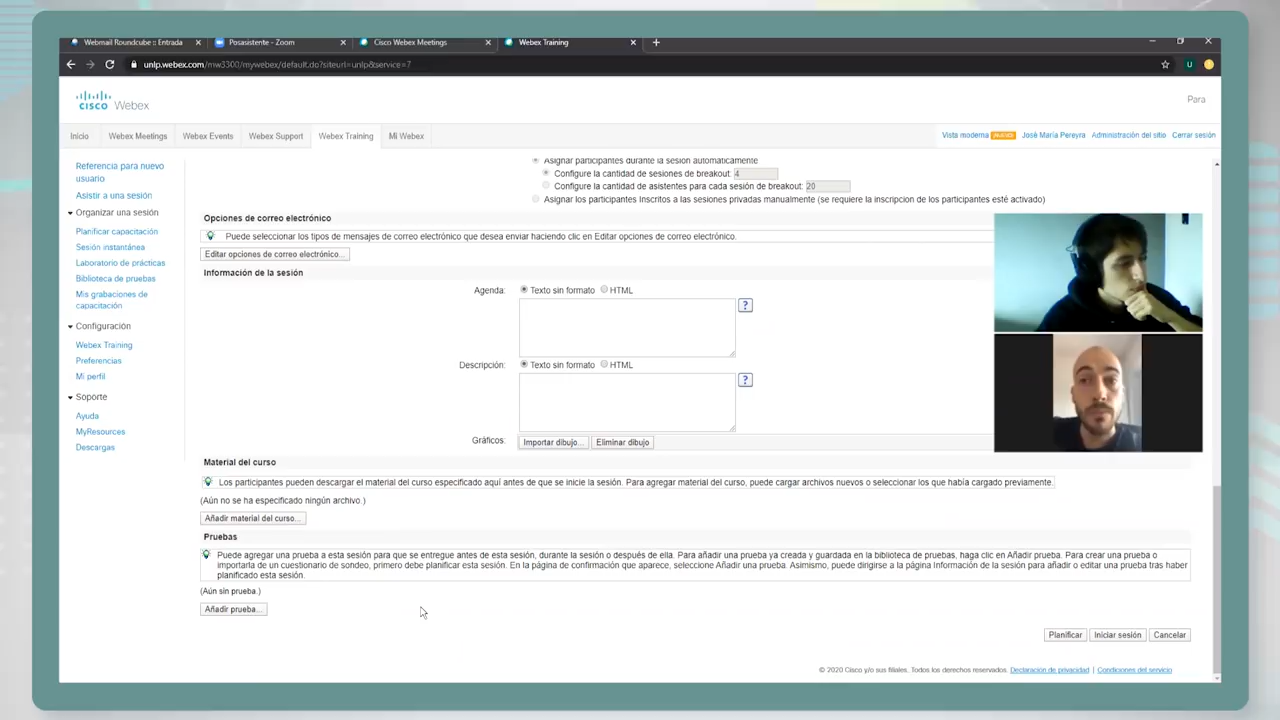 Webmail Roundcube :: Entrada
Posasistente - Zoom
Cisco Webex Meetings
Webex Training
unlp.webex.com/mw3300/mywebex/default.do?siteurl=unlp&service=7
U
CISCO Webex
Para
Inicio
Webex Meetings
Webex Events
Webex Support
Webex Training
Mi Webex
Vista moderna
José María Pereyra
Administración del sitio
Cerrar sesión
Referencia para nuevo
usuario
Asistir a una sesión
Organizar una sesión
Planificar capacitación
Sesión instantánea
Laboratorio de prácticas
Biblioteca de pruebas
Mis grabaciones de
capacitación
Configuración
Webex Training
Preferencias
Mi perfil
Soporte
Ayuda
MyResources
Descargas
Asignar participantes durante la sesión automáticamente
Configure la cantidad de sesiones de breakout: 4
Configure la cantidad de asistentes para cada sesión de breakout: 20
Asignar los participantes Inscritos a las sesiones privadas manualmente (se requiere la inscripcion de los participantes esté activado)
Opciones de correo electrónico
Puede seleccionar los tipos de mensajes de correo electrónico que desea enviar haciendo clic en Editar opciones de correo electrónico.
Editar opciones de correo electrónico...
Información de la sesión
Agenda: Texto sin formato HTML
?
Descripción: Texto sin formato HTML
?
Gráficos: Importar dibujo... Eliminar dibujo
Material del curso
Los participantes pueden descargar el material del curso especificado aquí antes de que se inicie la sesión. Para agregar material del curso, puede cargar archivos nuevos o seleccionar los que había cargado previamente.
(Aún no se ha especificado ningún archivo.)
Añadir material del curso...
Pruebas
Puede agregar una prueba a esta sesión para que se entregue antes de esta sesión, durante la sesión o después de ella. Para añadir una prueba ya creada y guardada en la biblioteca de pruebas, haga clic en Añadir prueba. Para crear una prueba o
importarla de un cuestionario de sondeo, primero debe planificar esta sesión. En la página de confirmación que aparece, seleccione Añadir una prueba. Asimismo, puede dirigirse a la página Información de la sesión para añadir o editar una prueba tras haber
planificado esta sesión.
(Aún sin prueba.)
Añadir prueba...
Planificar Iniciar sesión Cancelar
© 2020 Cisco y/o sus filiales. Todos los derechos reservados. Declaración de privacidad | Condiciones del servicio